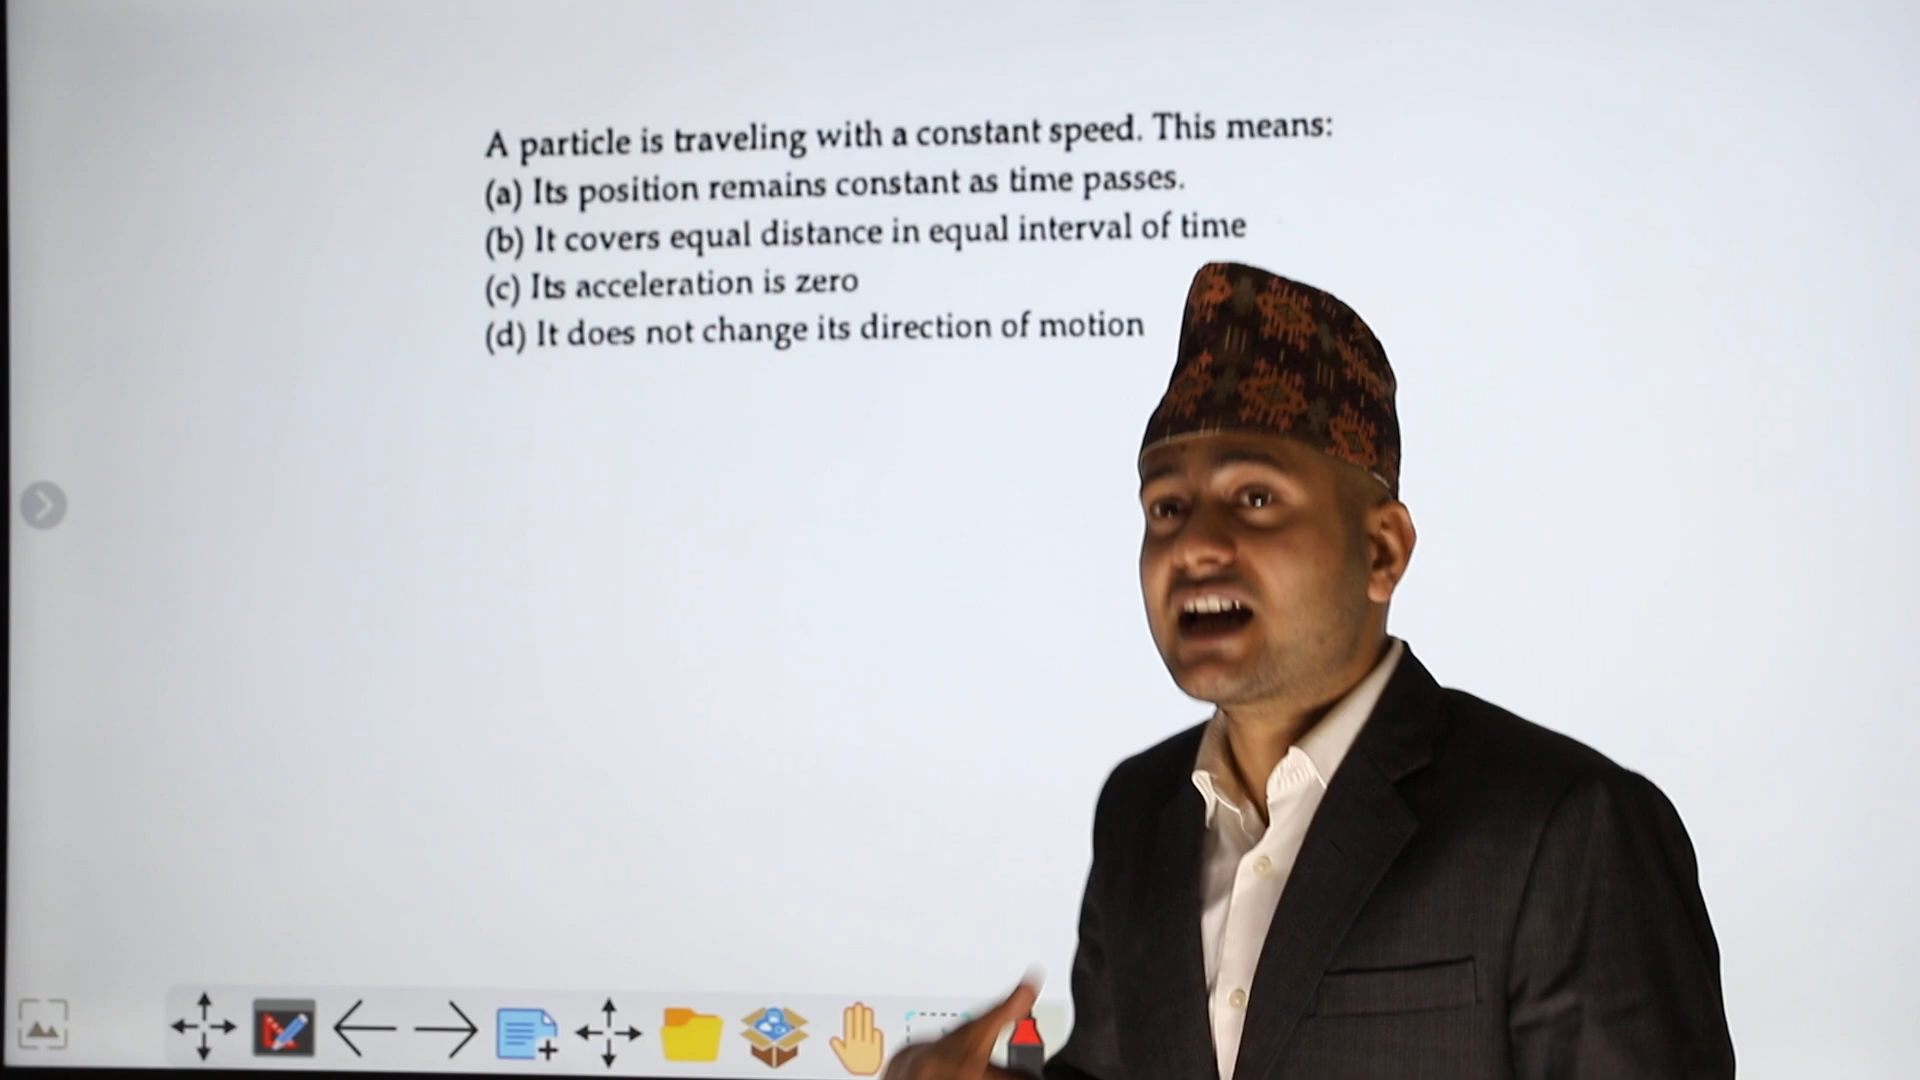 A particle is traveling with a constant speed. This means:
(a) Its position remains constant as time passes.
(b) It covers equal distance in equal interval of time
(c) Its acceleration is zero
(d) It does not change its direction of motion